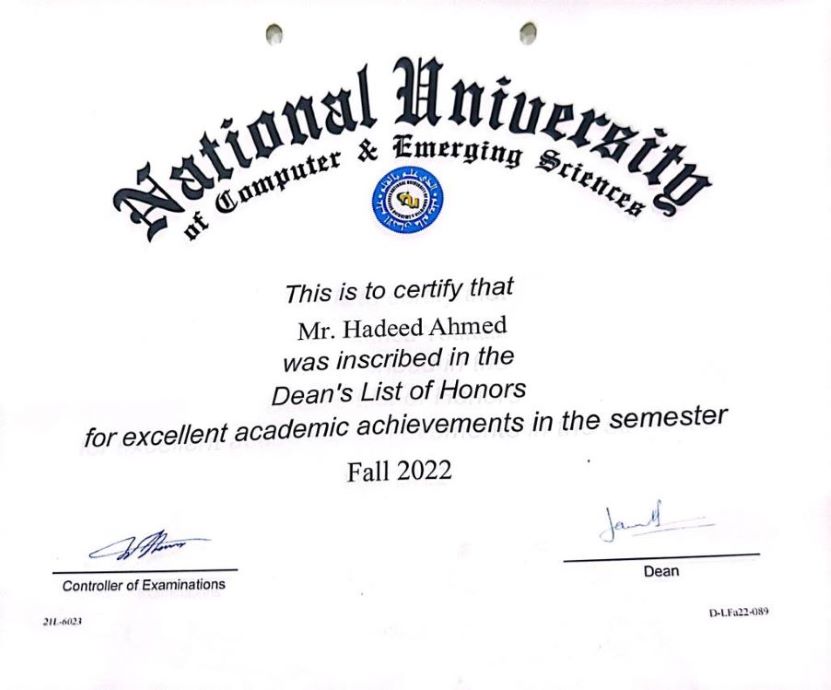 National University
of Computer & Emerging Sciences
This is to certify that
Mr. Hadeed Ahmed
was inscribed in the
Dean's List of Honors
for excellent academic achievements in the semester
Fall 2022
Controller of Examinations
Dean
21L-6023
D-LFa22-089